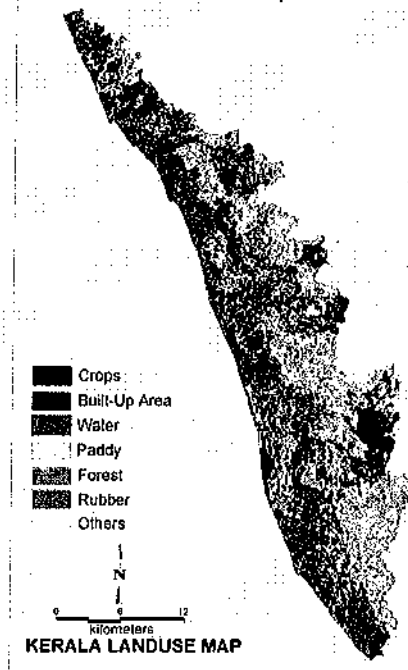 Crops
Built-Up Area
Water
Paddy
Forest
Rubber
Others
N
0 6 12
kilometers
KERALA LANDUSE MAP